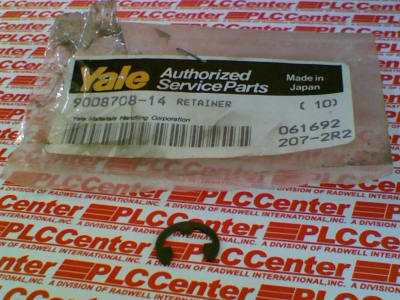 Yale Authorized Service Parts Made in Japan
9008708-14 RETAINER (10)
Yale Materials Handling Corporation
061692
207-2R2
PLCCenter
A DIVISION OF RADWELL INTERNATIONAL, INC.